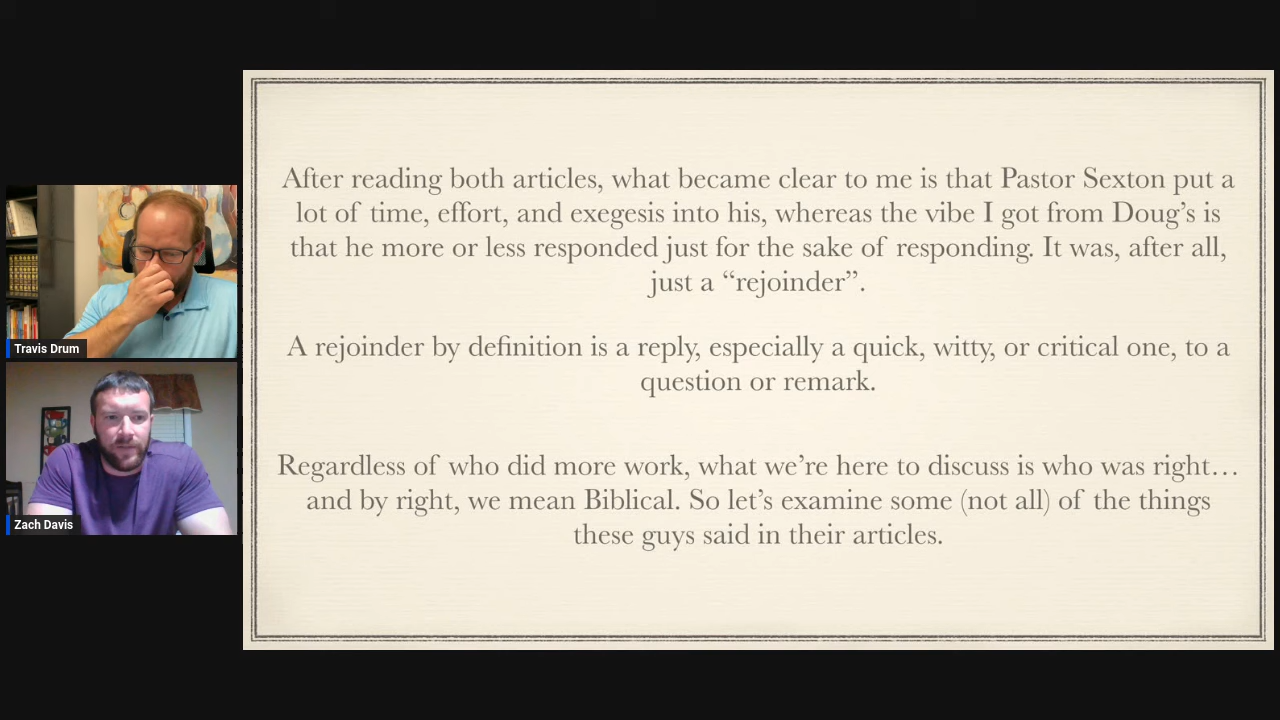 After reading both articles, what became clear to me is that Pastor Sexton put a
lot of time, effort, and exegesis into his, whereas the vibe I got from Doug’s is
that he more or less responded just for the sake of responding. It was, after all,
just a “rejoinder”.
A rejoinder by definition is a reply, especially a quick, witty, or critical one, to a
question or remark.
Regardless of who did more work, what we’re here to discuss is who was right…
and by right, we mean Biblical. So let’s examine some (not all) of the things
these guys said in their articles.
Travis Drum
Zach Davis